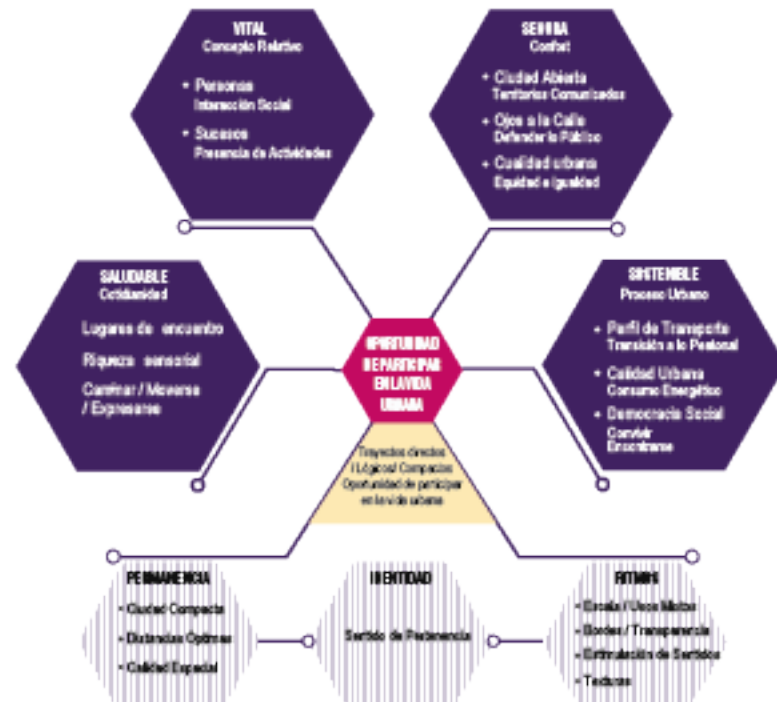 VITAL
Concepto Relativo
• Personas
Interacción Social
• Sucesos
Presencia de Actividades
SEGURA
Confort
• Ciudad Abierta
Territorios Comunicados
• Ojos a la Calle
Defender lo Público
• Cualidad urbana
Equidad e Igualdad
SALUDABLE
Cotidianidad
Lugares de encuentro
Riqueza sensorial
Caminar / Moverse
/ Expresarse
SOSTENIBLE
Proceso Urbano
• Perfil de Transporte
Transición a lo Peatonal
• Calidad Urbana
Consumo Energético
• Democracia Social
Convivir
Encontrarse
OPORTUNIDAD
DE PARTICIPAR
EN LA VIDA
URBANA
Trayectos directos
/ Lógicos/ Compactos
Oportunidad de participar
en la vida urbana
PERMANENCIA
• Ciudad Compacta
• Distancias Óptimas
• Calidad Espacial
IDENTIDAD
Sentido de Pertenencia
RITMOS
• Escala / Usos Mixtos
• Bordes / Transparencia
• Estimulación de Sentidos
• Texturas